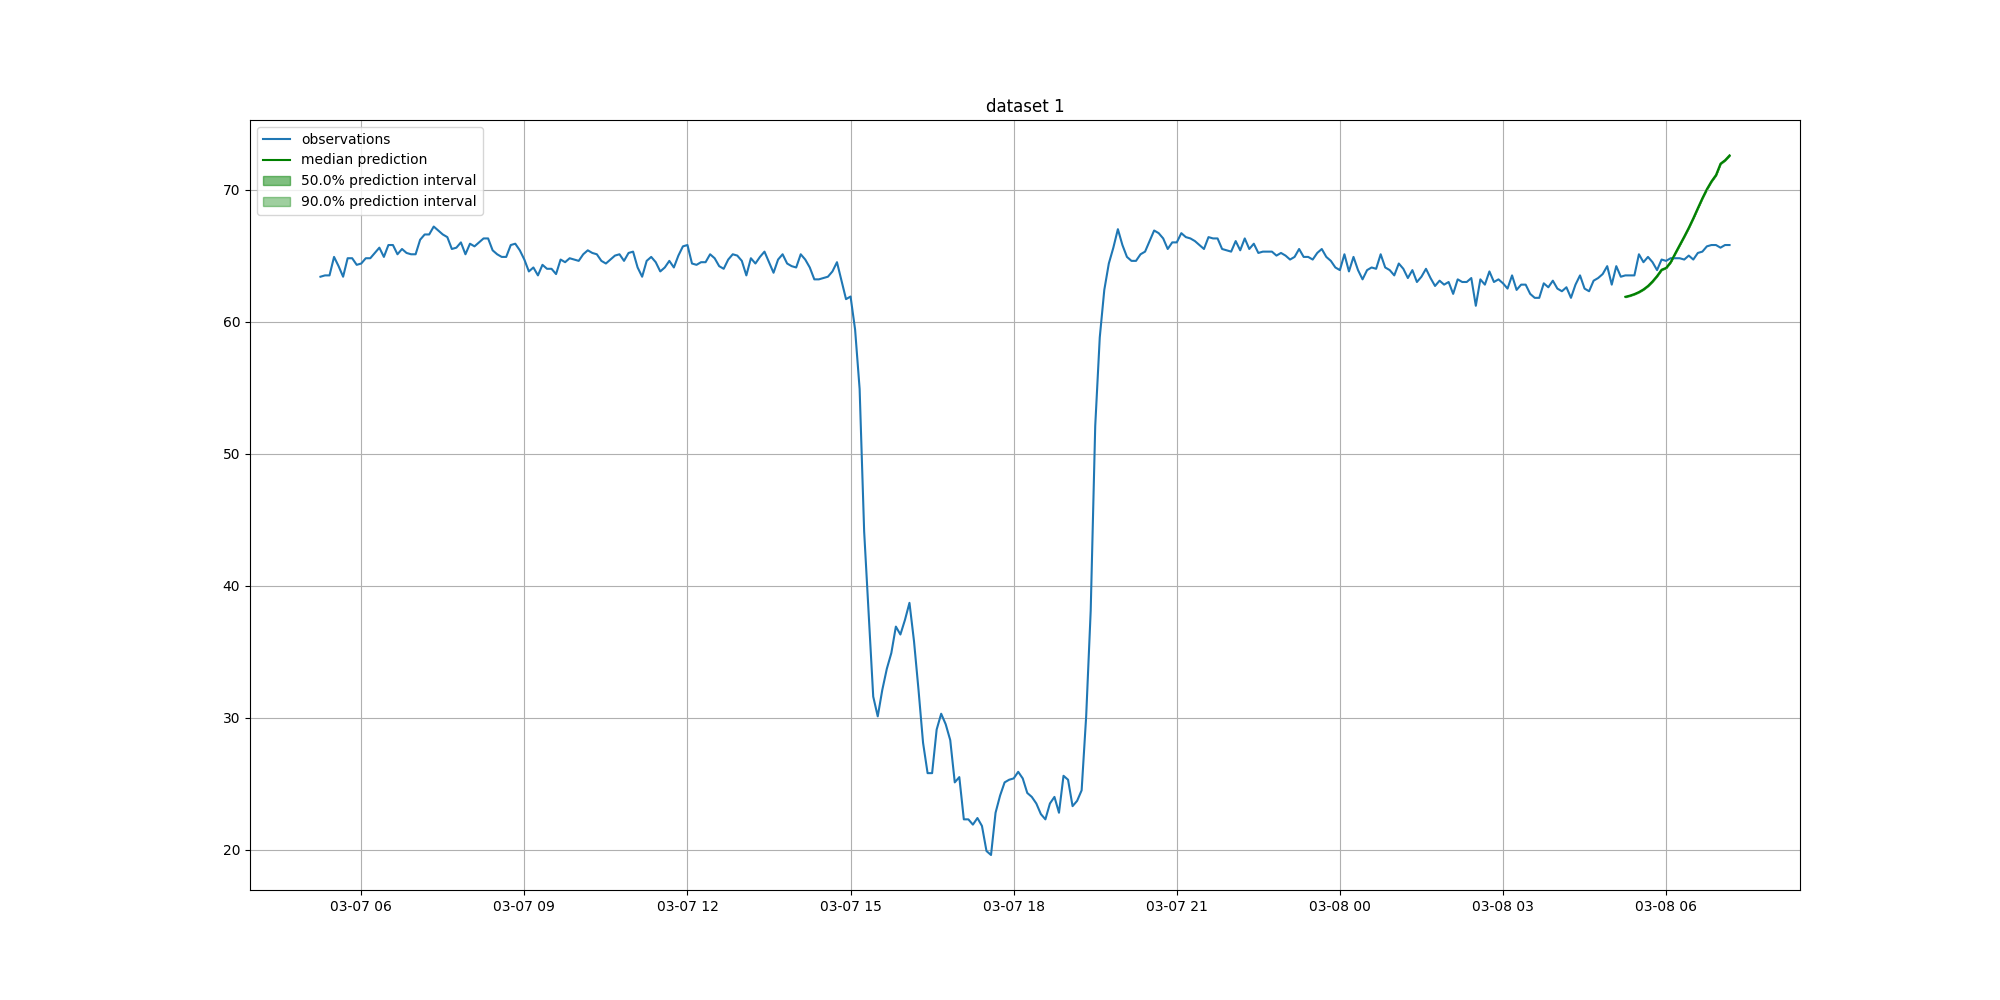 dataset 1
observations
median prediction
50.0% prediction interval
90.0% prediction interval
70
60
50
40
30
20
03-07 06 03-07 09 03-07 12 03-07 15 03-07 18 03-07 21 03-08 00 03-08 03 03-08 06